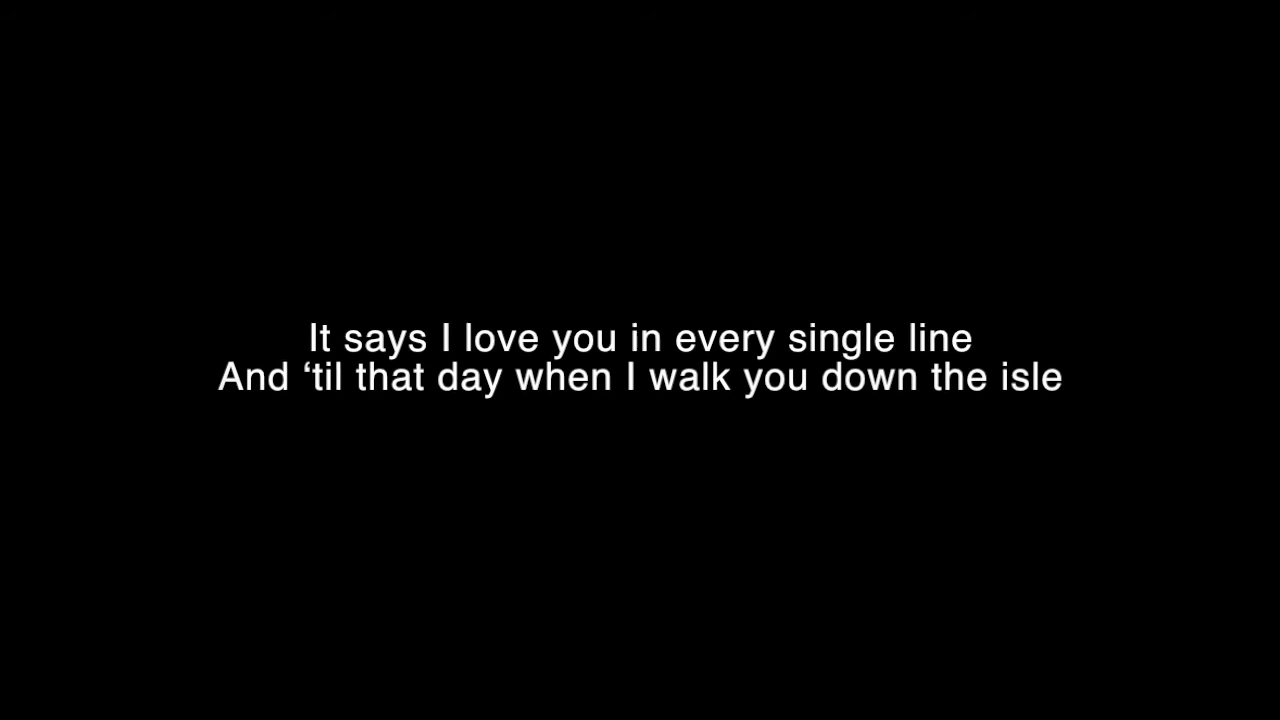 It says I love you in every single line
And ‘til that day when I walk you down the isle